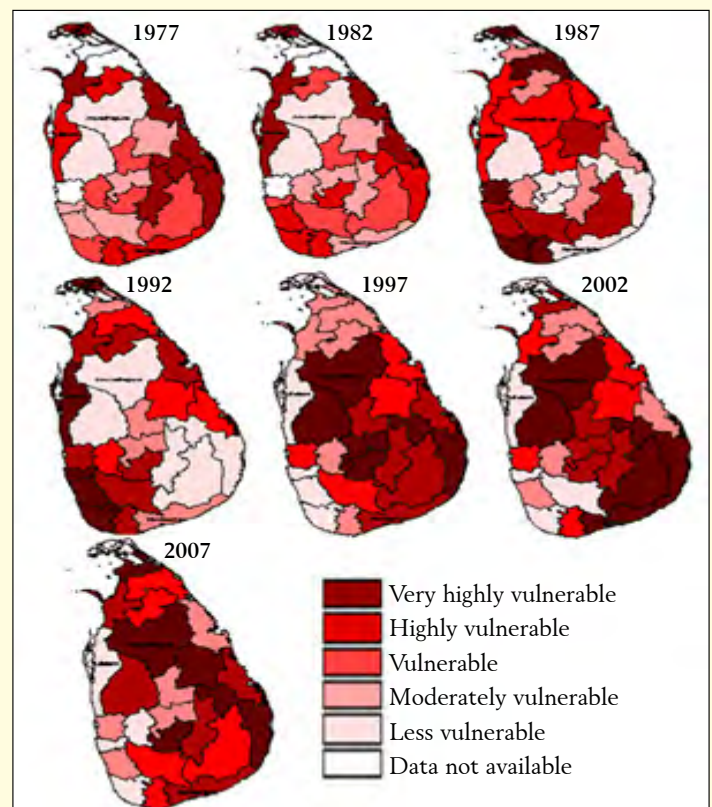 1977
1982
1987
1992
1997
2002
2007
Very highly vulnerable
Highly vulnerable
Vulnerable
Moderately vulnerable
Less vulnerable
Data not available